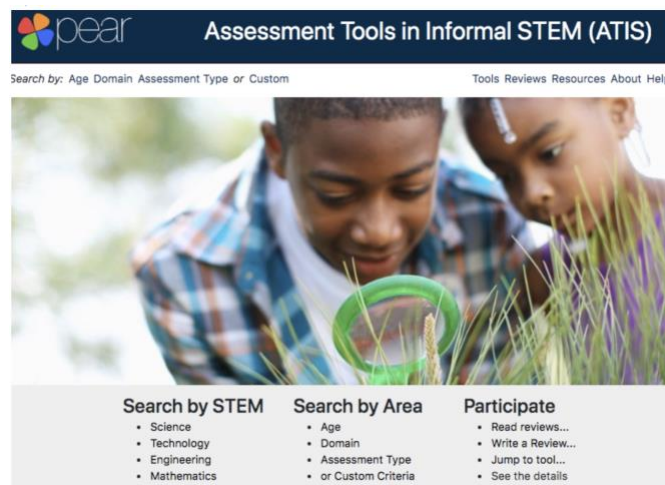 pear
Assessment Tools in Informal STEM (ATIS)
Search by: Age Domain Assessment Type or Custom
Tools Reviews Resources About Help
Search by STEM
• Science
• Technology
• Engineering
• Mathematics
Search by Area
• Age
• Domain
• Assessment Type
• or Custom Criteria
Participate
• Read reviews...
• Write a Review...
• Jump to tool...
• See the details